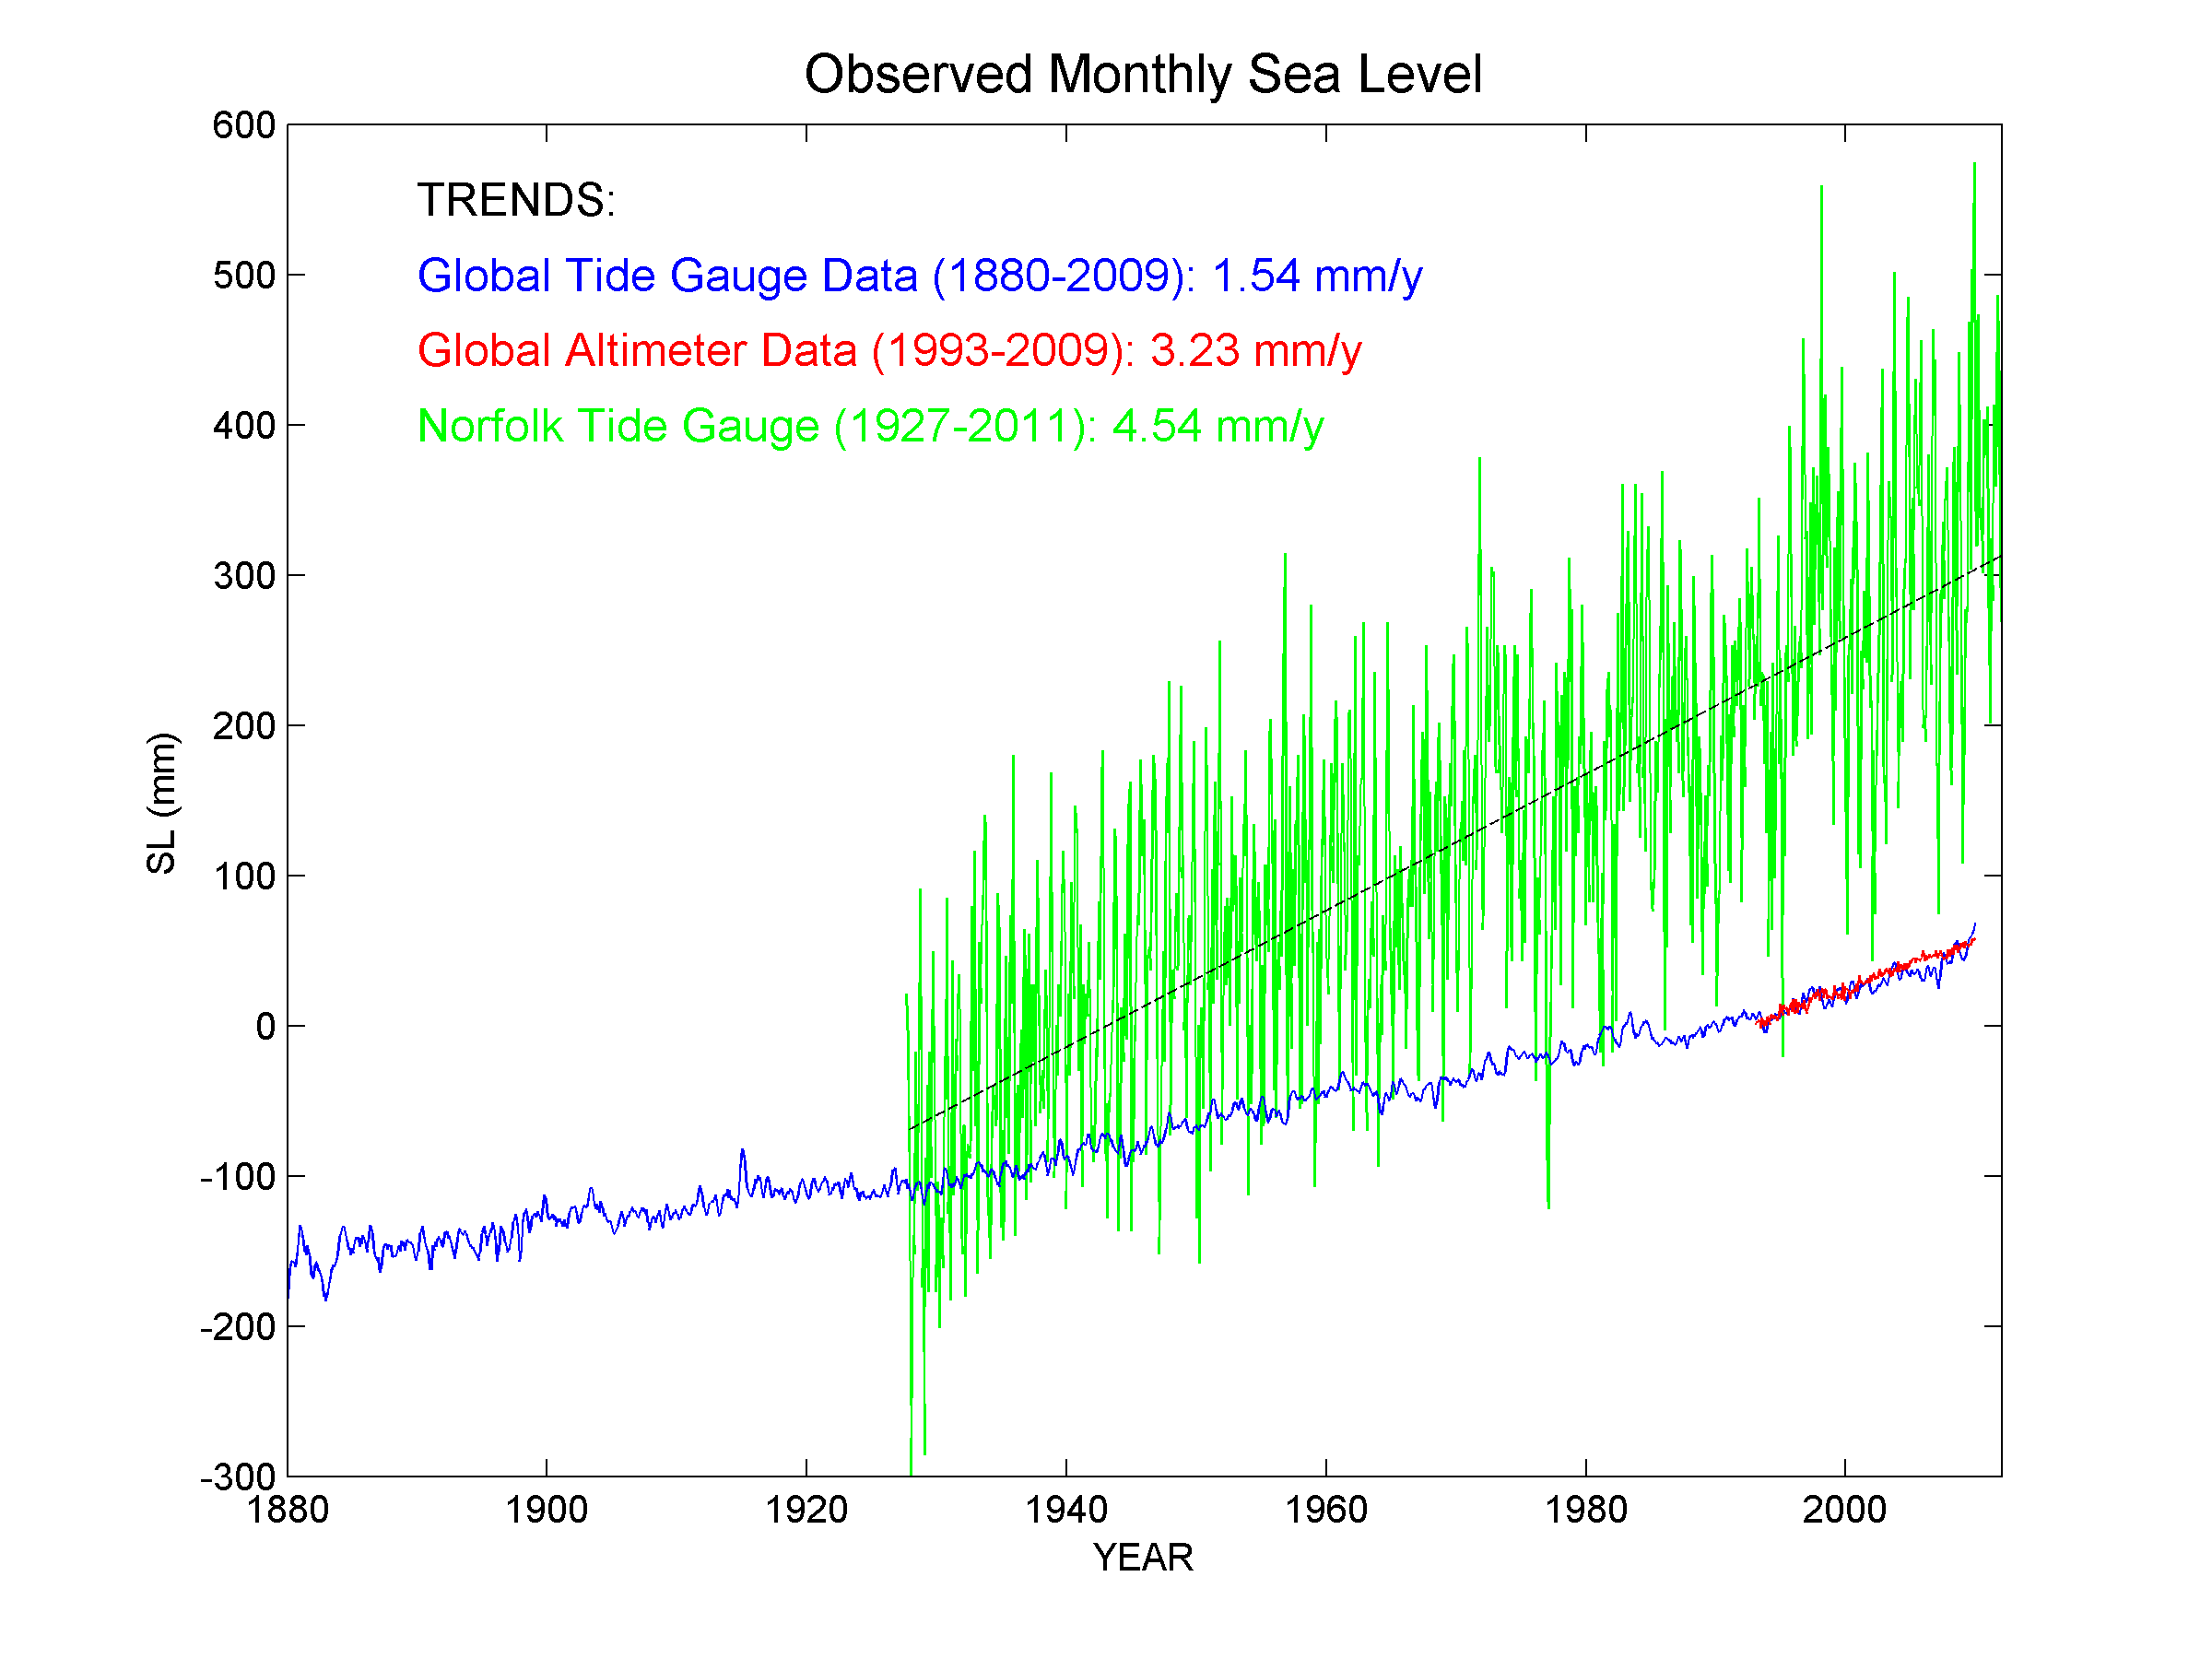 Observed Monthly Sea Level
600
TRENDS:
500
Global Tide Gauge Data (1880-2009): 1.54 mm/y
Global Altimeter Data (1993-2009): 3.23 mm/y
400
Norfolk Tide Gauge (1927-2011): 4.54 mm/y
300
200
SL (mm)
100
0
-100
-200
-300
1880 1900 1920 1940 1960 1980 2000
YEAR